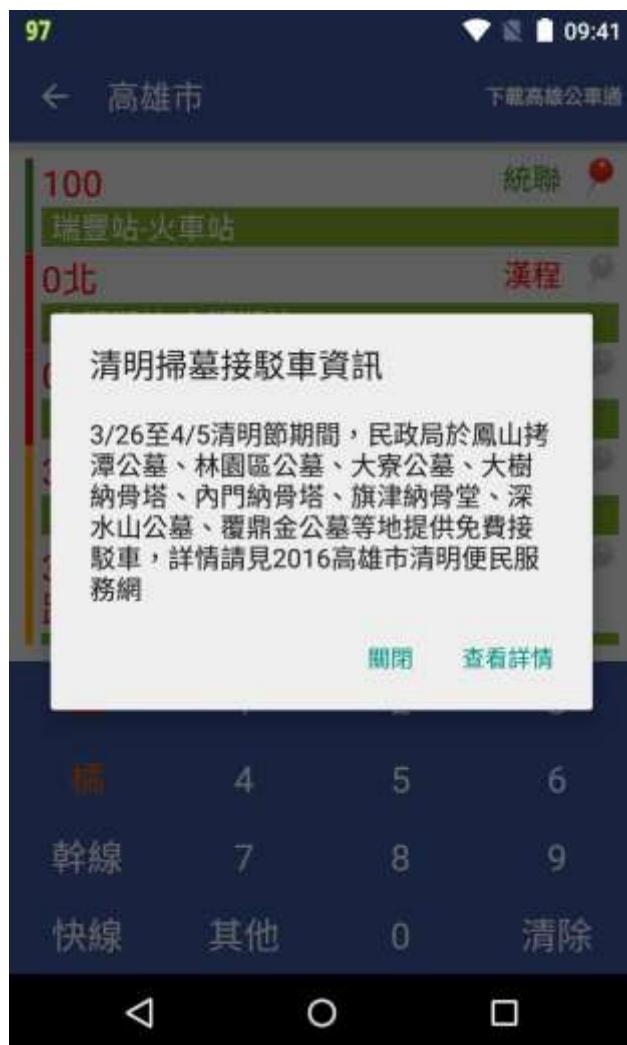 97
09:41
高雄市
下載高雄公車通
100
統聯
瑞豐站-火車站
0北
漢程
清明掃墓接駁車資訊
3/26至4/5清明節期間，民政局於鳳山拷
潭公墓、林園區公墓、大寮公墓、大樹
納骨塔、內門納骨塔、旗津納骨堂、深
水山公墓、覆鼎金公墓等地提供免費接
駁車，詳情請見2016高雄市清明便民服
務網
關閉
查看詳情
橘
4
5
6
幹線
7
8
9
快線
其他
0
清除